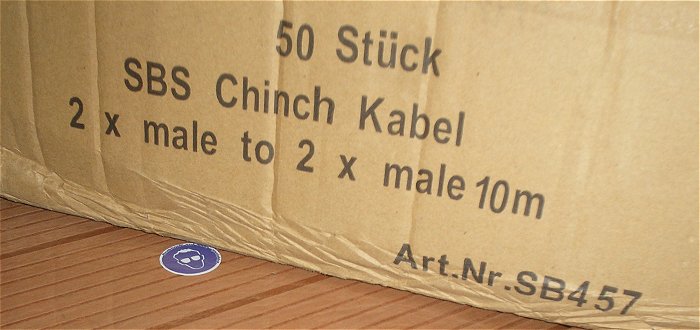 50 Stück
SBS Chinch Kabel
2 x male to 2 x male 10m
Art.Nr.SB457